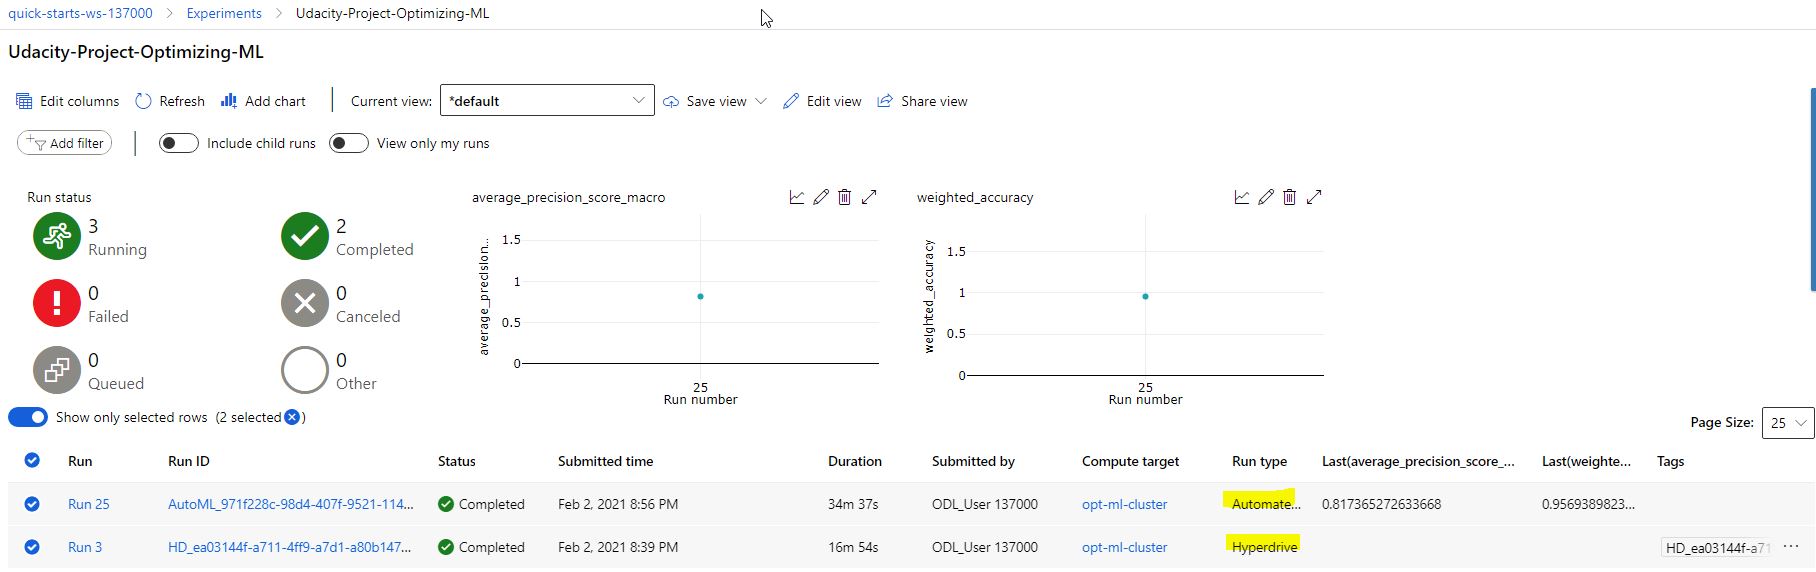 quick-starts-ws-137000 > Experiments > Udacity-Project-Optimizing-ML
Udacity-Project-Optimizing-ML
Edit columns Refresh Add chart Current view: *default Save view Edit view Share view
Add filter Include child runs View only my runs
Run status
3
Running
2
Completed
0
Failed
0
Canceled
0
Queued
0
Other
average_precision_score_macro
average_precision...
1.5
1
0.5
0
25
Run number
weighted_accuracy
weighted_accuracy
1.5
1
0.5
0
25
Run number
Show only selected rows (2 selected )
Page Size: 25
Run Run ID Status Submitted time Duration Submitted by Compute target Run type Last(average_precision_score_... Last(weighte... Tags
Run 25 AutoML_971f228c-98d4-407f-9521-114... Completed Feb 2, 2021 8:56 PM 34m 37s ODL_User 137000 opt-ml-cluster Automate... 0.817365272633668 0.9569389823...
Run 3 HD_ea03144f-a711-4ff9-a7d1-a80b147... Completed Feb 2, 2021 8:39 PM 16m 54s ODL_User 137000 opt-ml-cluster Hyperdrive HD_ea03144f-a71 ...